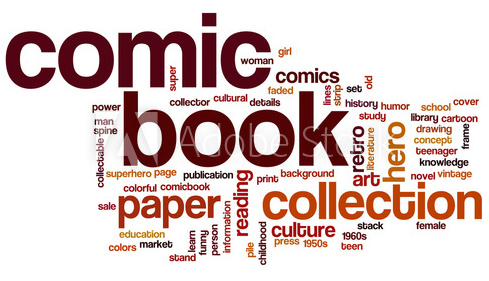 comic
super
woman
girl
comics
faded
lines
strip
set
old
power
collector
cultural
details
history
humor
school
cover
man
spine
book
study
library
cartoon
drawing
frame
collectable
Adobe Stock
retro
literature
hero
concept
teenager
knowledge
superhero
page
publication
reading
print
background
art
novel
vintage
colorful
comicbook
sale
paper
collection
education
colors
market
learn
funny
person
information
culture
stack
female
stand
pile
childhood
press
1950s
1960s
teen